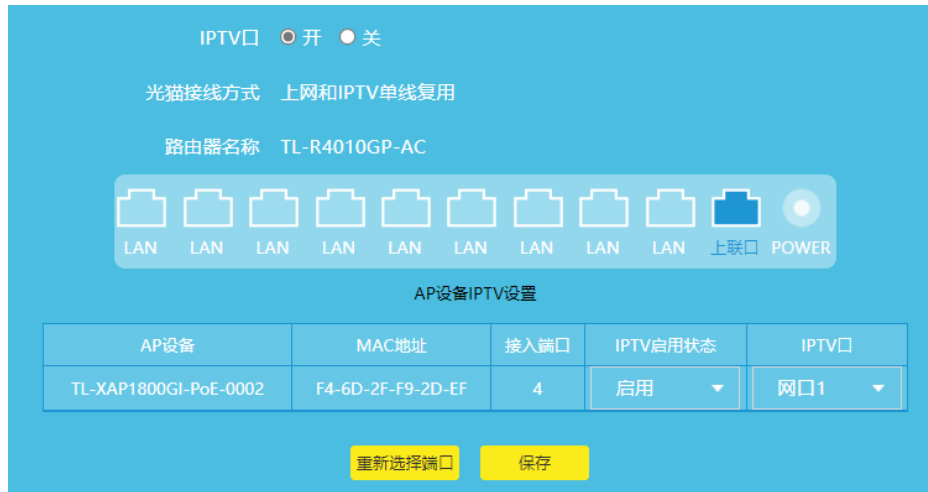 IPTV口 开 关
光猫接线方式 上网和IPTV单线复用
路由器名称 TL-R4010GP-AC
LAN LAN LAN LAN LAN LAN LAN LAN LAN 上联口 POWER
AP设备IPTV设置
AP设备 MAC地址 接入端口 IPTV启用状态 IPTV口
TL-XAP1800GI-PoE-0002 F4-6D-2F-F9-2D-EF 4 启用 网口1
重新选择端口 保存